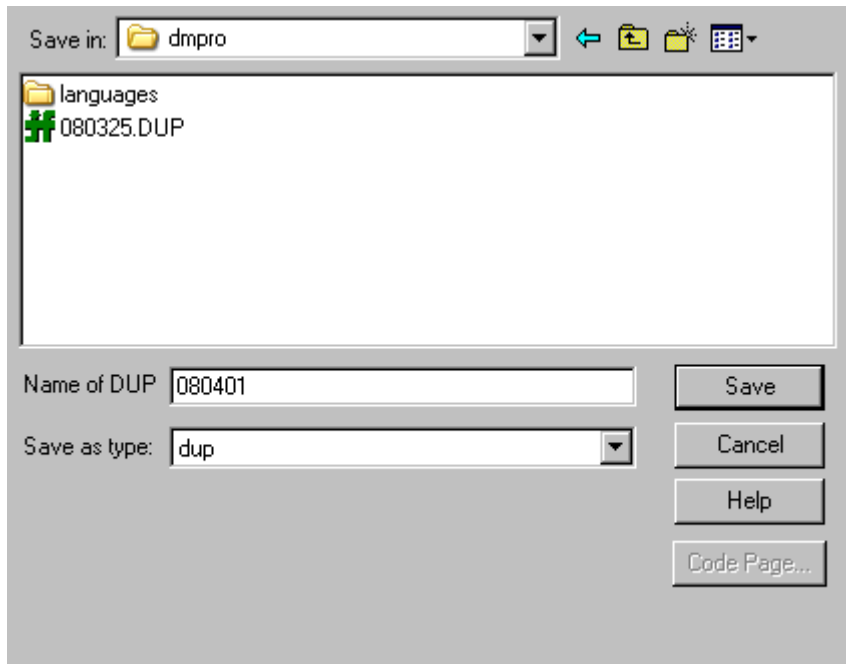 Save in: dmpro
languages
080325.DUP
Name of DUP 080401 Save
Save as type: dup Cancel
Help
Code Page...